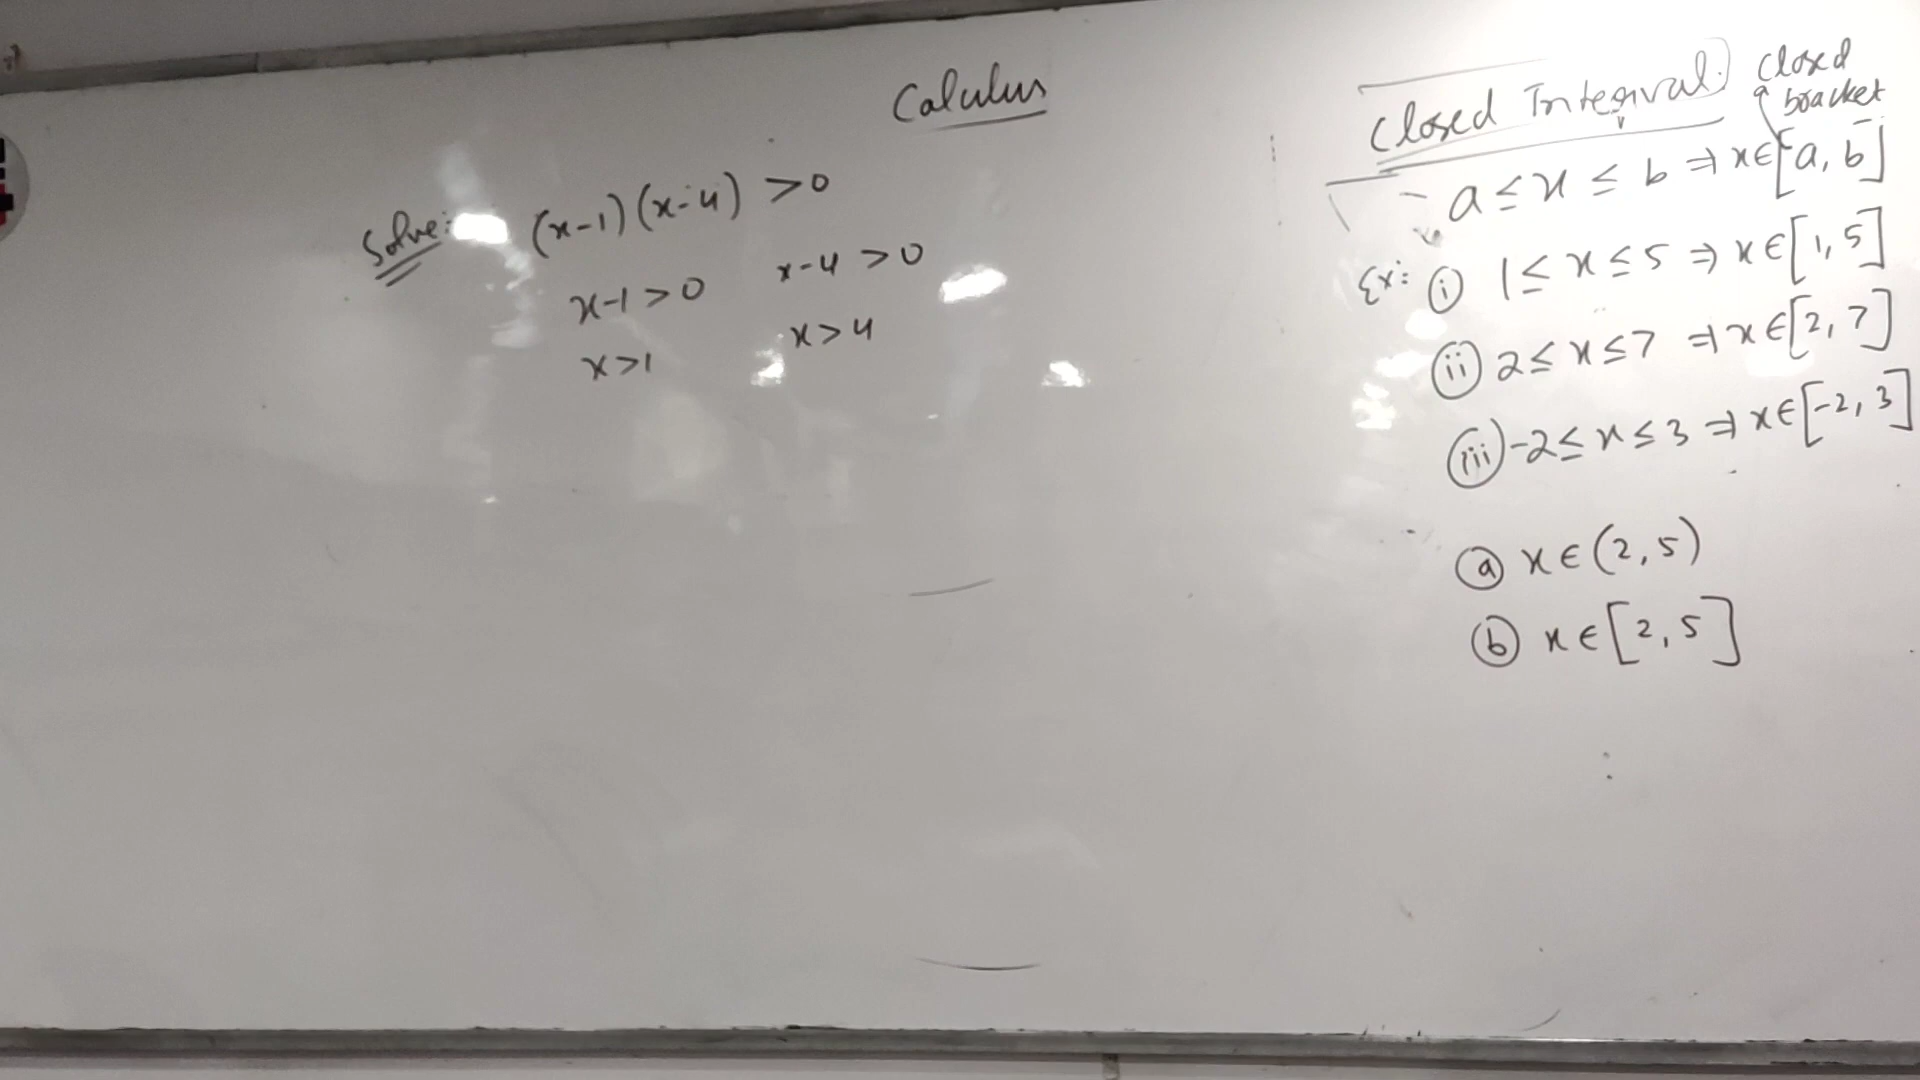 Calulus
Solve: (x-1)(x-4) >0
x-1>0 x-4>0
x>1 x>4
Closed Interval
closed bracket
a≤x≤b ⇒ x∈[a, b]
Ex: (i) 1≤x≤5 ⇒ x∈[1, 5]
(ii) 2≤x≤7 ⇒ x∈[2, 7]
(iii) -2≤x≤3 ⇒ x∈[-2, 3]
(a) x∈(2, 5)
(b) x∈[2, 5]